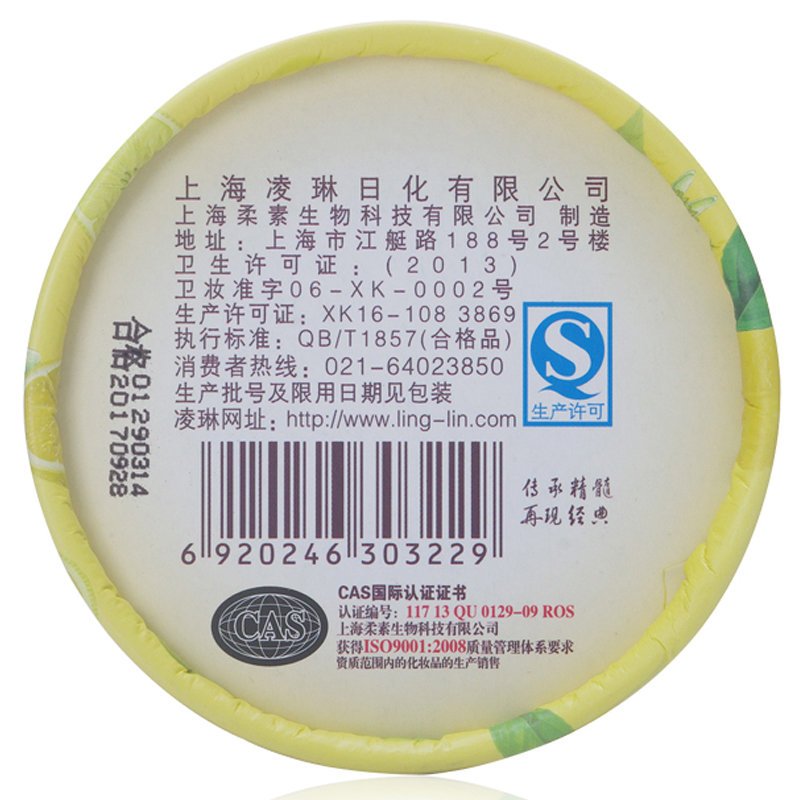 上海凌琳日化有限公司
上海柔素生物科技有限公司 制造
地址：上海市江艇路188号2号楼
卫生许可证：(2013)
卫妆准字06-XK-0002号
生产许可证：XK16-108 3869
执行标准：QB/T1857(合格品)
消费者热线：021-64023850
生产批号及限用日期见包装
凌琳网址：http://www.ling-lin.com
生产许可
传承精髓
再现经典
6 920246 303229
CAS
CAS国际认证证书
认证编号：117 13 QU 0129-09 ROS
上海柔素生物科技有限公司
获得ISO9001:2008质量管理体系要求
资质范围内的化妆品的生产销售
01290314
合格20170928